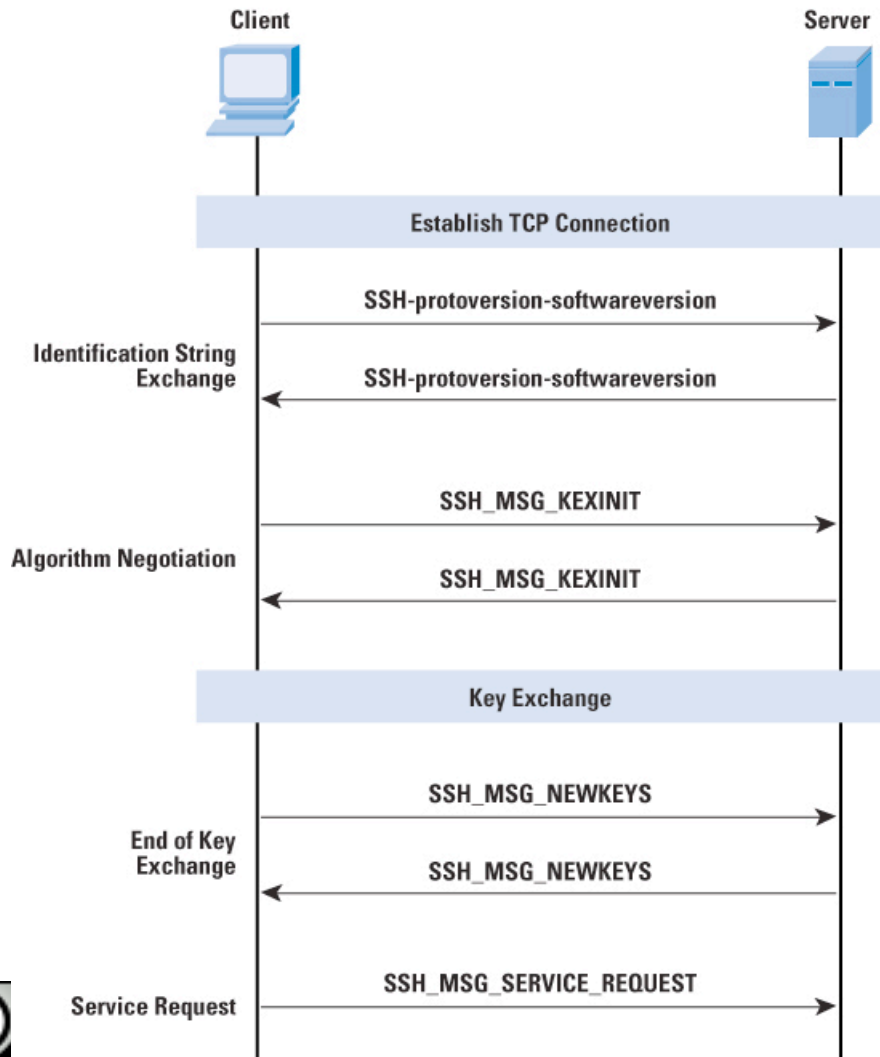 Client
Server
Establish TCP Connection
SSH-protoversion-softwareversion
Identification String
Exchange
SSH-protoversion-softwareversion
SSH_MSG_KEXINIT
Algorithm Negotiation
SSH_MSG_KEXINIT
Key Exchange
SSH_MSG_NEWKEYS
End of Key
Exchange
SSH_MSG_NEWKEYS
SSH_MSG_SERVICE_REQUEST
Service Request